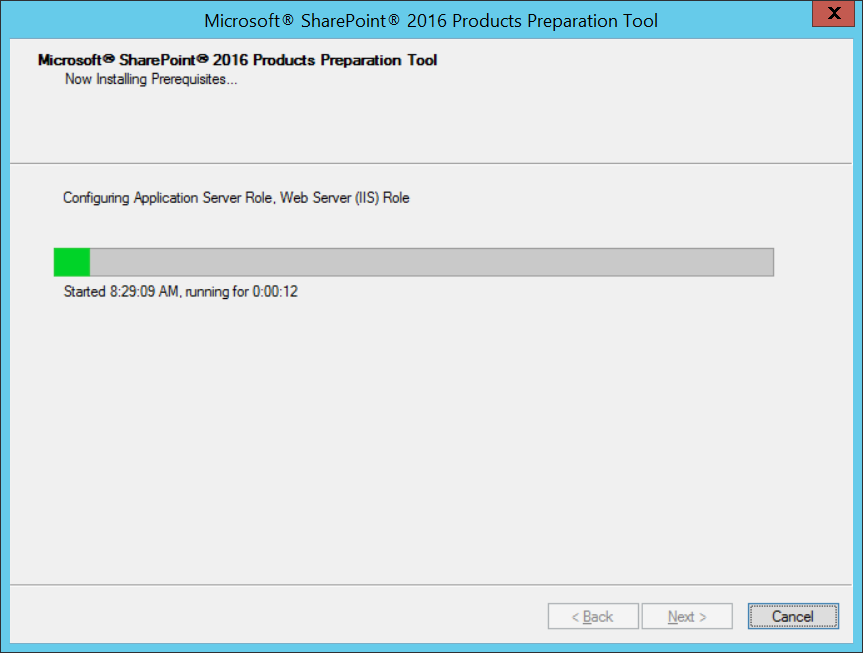 Microsoft® SharePoint® 2016 Products Preparation Tool
X
Microsoft® SharePoint® 2016 Products Preparation Tool
Now Installing Prerequisites...
Configuring Application Server Role, Web Server (IIS) Role
Started 8:29:09 AM, running for 0:00:12
< Back Next > Cancel